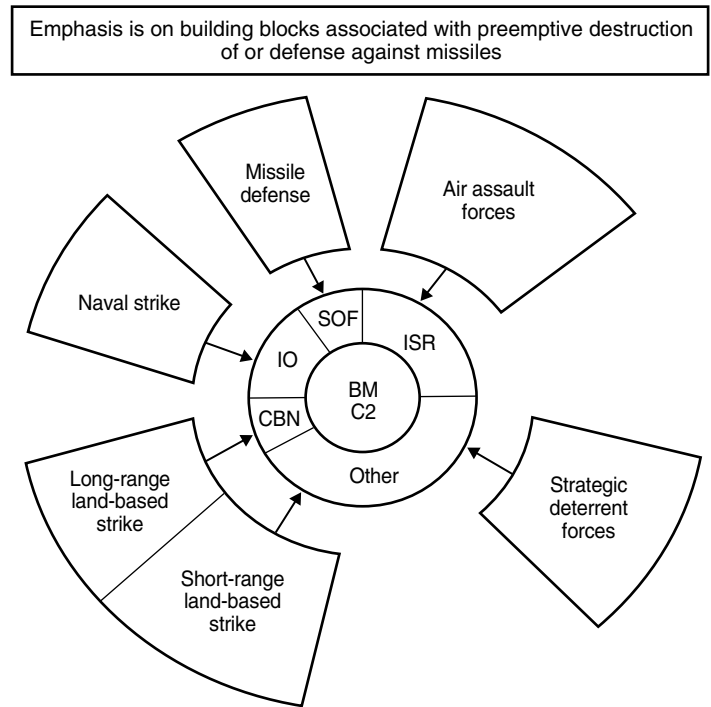 Emphasis is on building blocks associated with preemptive destruction
of or defense against missiles
Missile
defense
Air assault
forces
Naval strike
SOF
ISR
IO
BM
C2
CBN
Other
Long-range
land-based
strike
Strategic
deterrent
forces
Short-range
land-based
strike